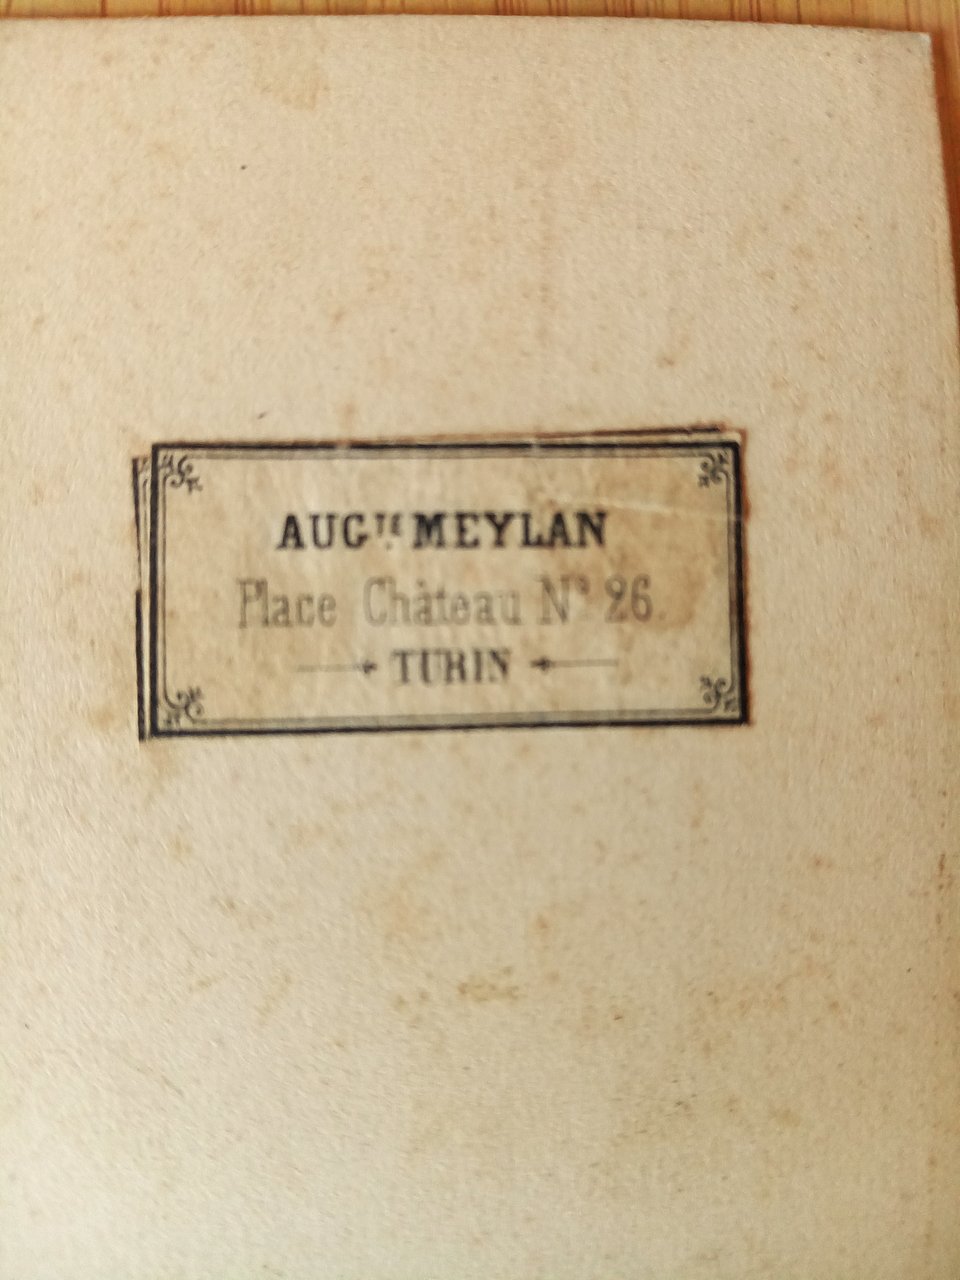 AUG^TE MEYLAN
Place Château N° 26.
TURIN